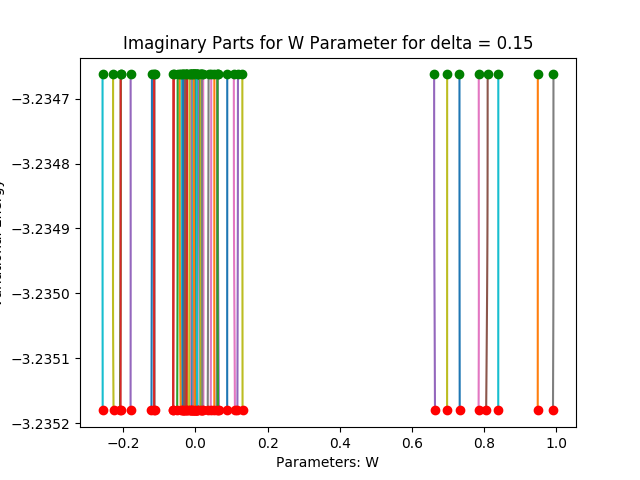 Imaginary Parts for W Parameter for delta = 0.15
−3.2347
−3.2348
−3.2349
−3.2350
−3.2351
−3.2352
−0.2 0.0 0.2 0.4 0.6 0.8 1.0
Parameters: W